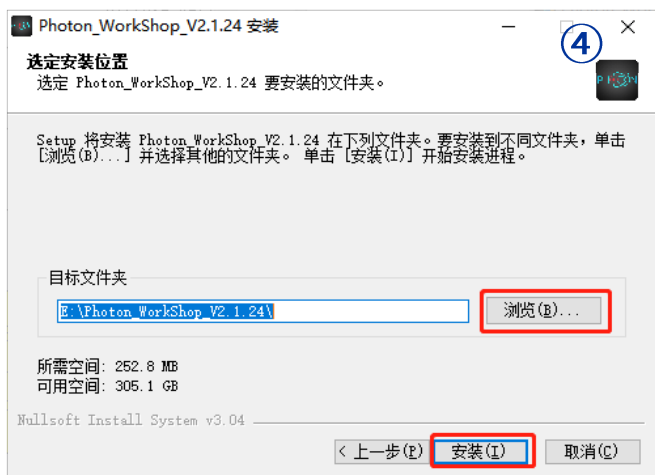 Photon_WorkShop_V2.1.24 安装
④
选定安装位置
选定 Photon_WorkShop_V2.1.24 要安装的文件夹。
Setup 将安装 Photon_WorkShop_V2.1.24 在下列文件夹。要安装到不同文件夹，单击
[浏览(B)...] 并选择其他的文件夹。 单击 [安装(I)] 开始安装进程。
目标文件夹
E:\Photon_WorkShop_V2.1.24\
浏览(B)...
所需空间: 252.8 MB
可用空间: 305.1 GB
Nullsoft Install System v3.04
< 上一步(P)
安装(I)
取消(C)